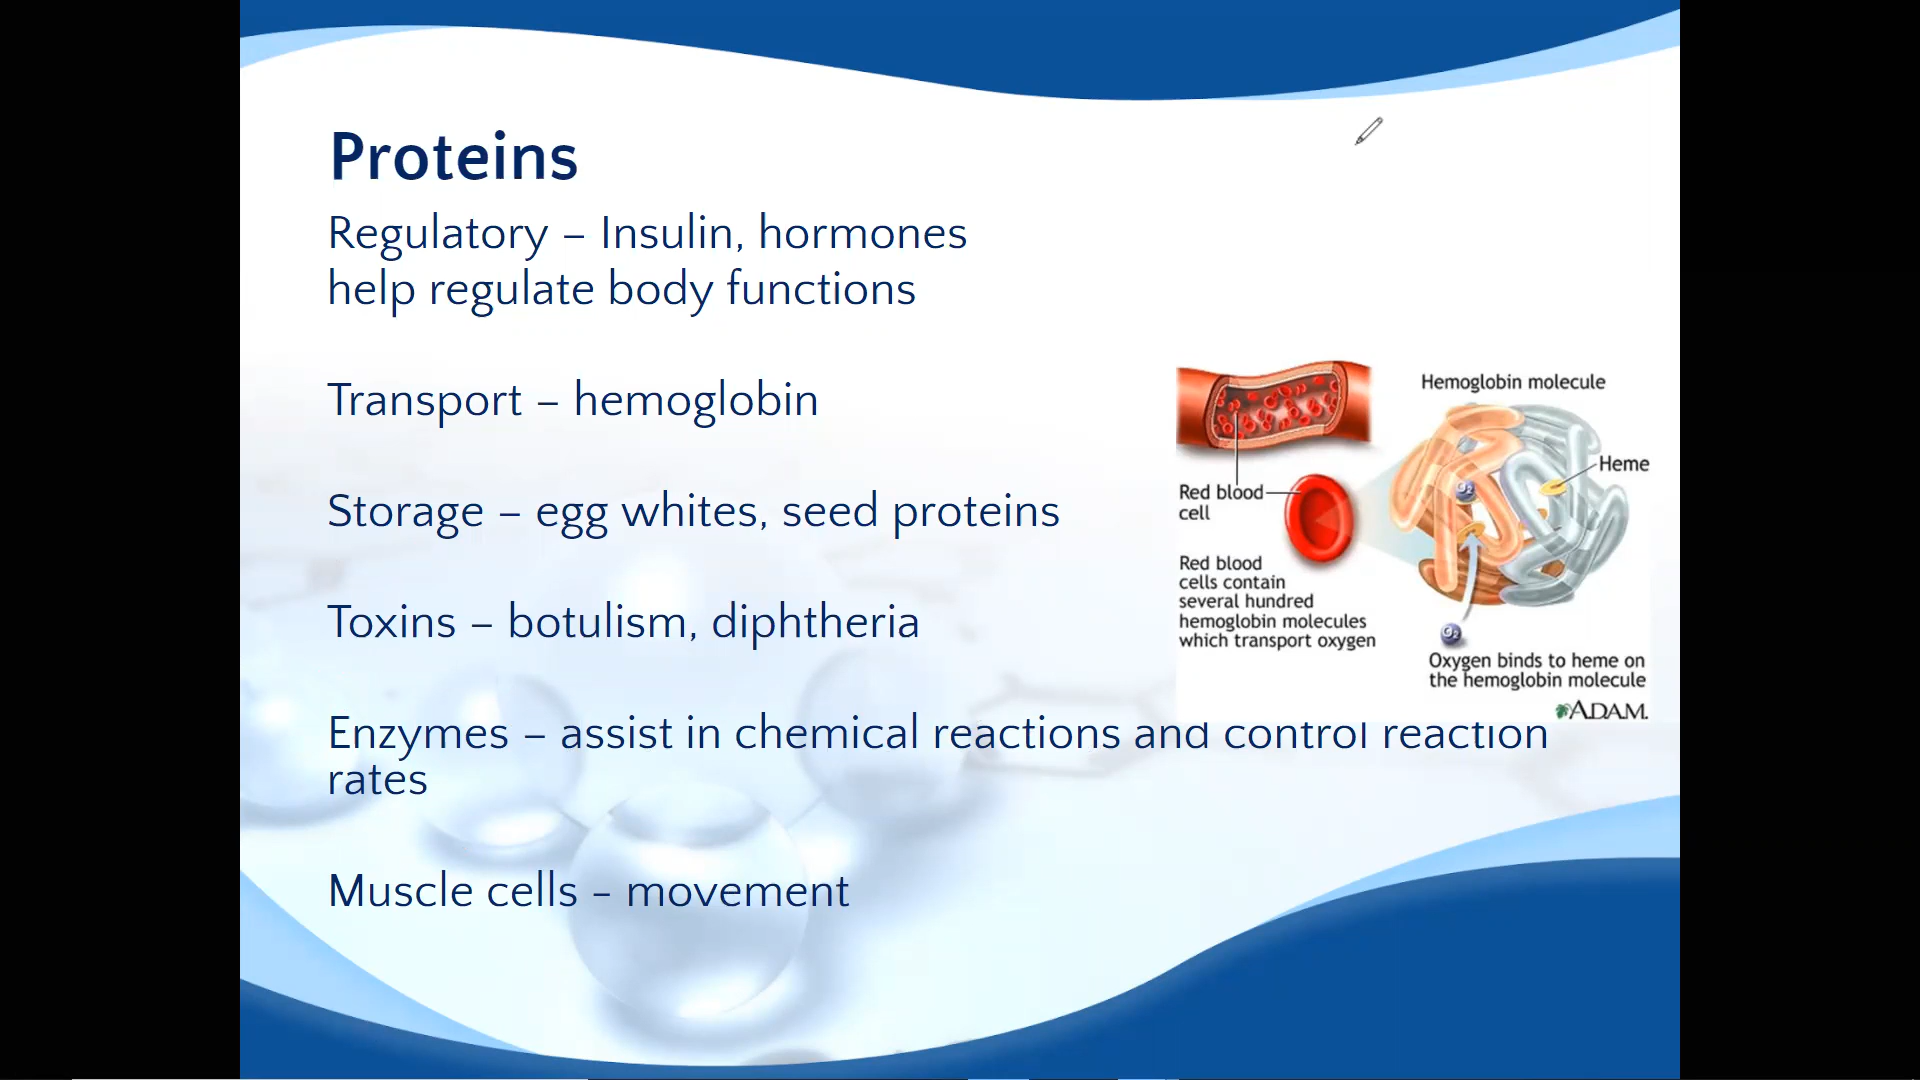 Proteins
Regulatory – Insulin, hormones
help regulate body functions
Transport – hemoglobin
Storage – egg whites, seed proteins
Toxins – botulism, diphtheria
Enzymes – assist in chemical reactions and control reaction
rates
Muscle cells – movement
Hemoglobin molecule
Heme
O2
Red blood
cell
Red blood
cells contain
several hundred
hemoglobin molecules
which transport oxygen
O2
Oxygen binds to heme on
the hemoglobin molecule
ADAM.